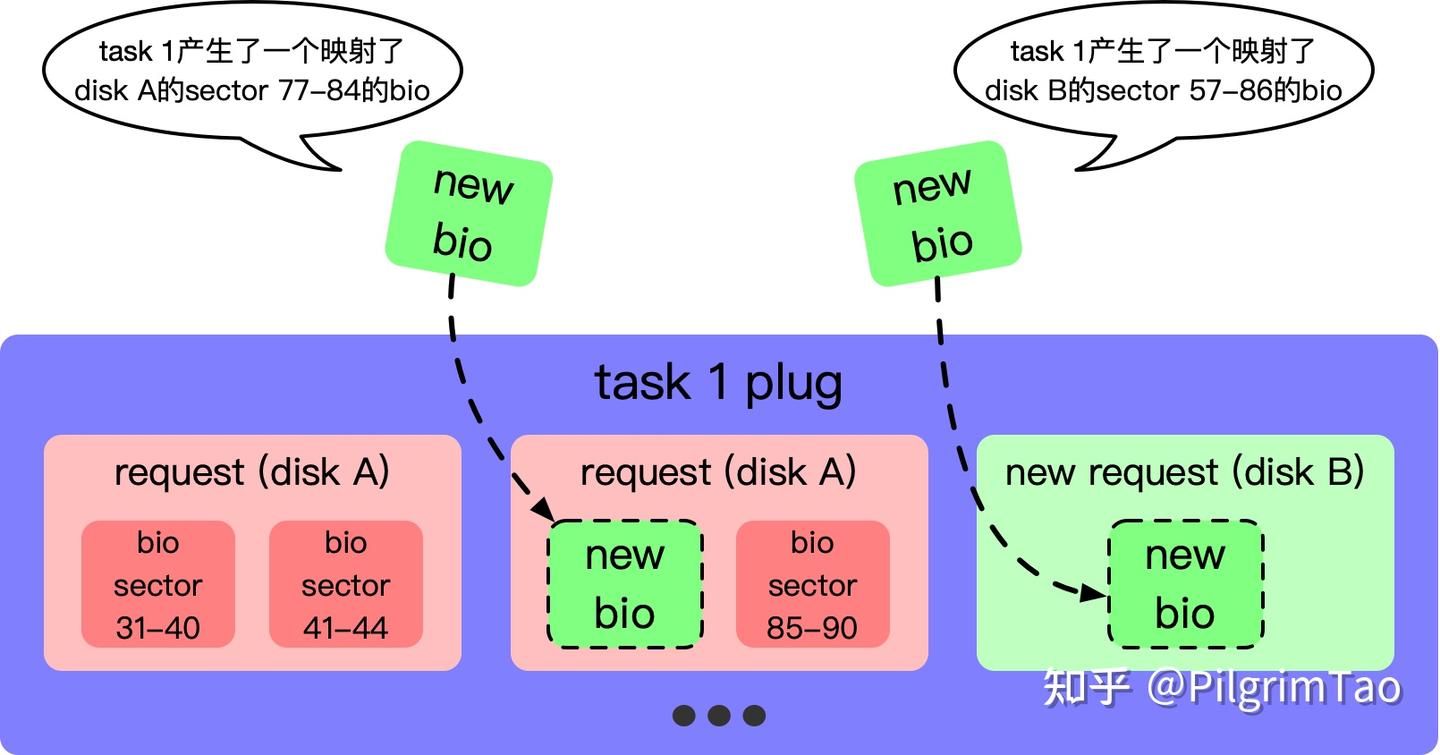 task 1产生了一个映射了
disk A的sector 77–84的bio
task 1产生了一个映射了
disk B的sector 57–86的bio
new
bio
new
bio
task 1 plug
request (disk A)
bio
sector
31–40
bio
sector
41–44
request (disk A)
new
bio
bio
sector
85–90
new request (disk B)
new
bio
知乎 @PilgrimTao